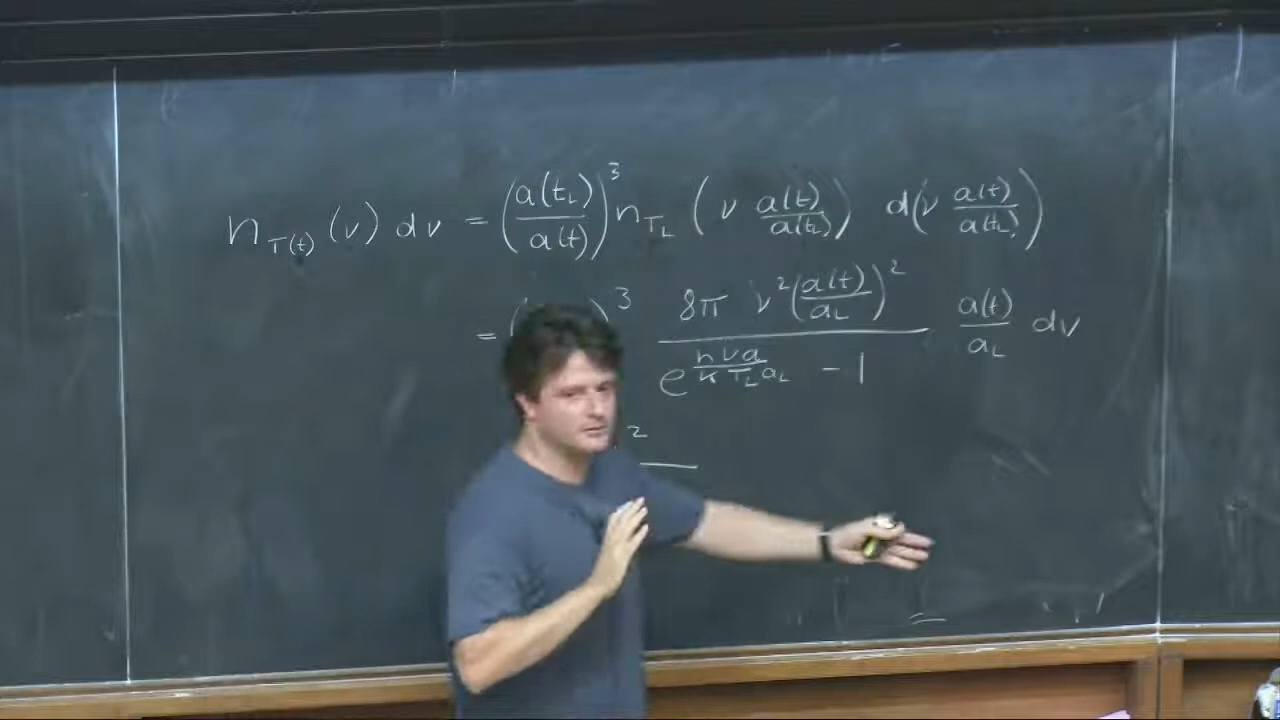 n_{T(t)} (ν) dν = (a(t_L)/a(t))^3 n_{T_L} (ν a(t)/a(t_L)) d(ν a(t)/a(t_L))
= ( )^3 8π ν^2 (a(t)/a_L)^2 / (e^{hνa/kT_L a_L} - 1) a(t)/a_L dν
2